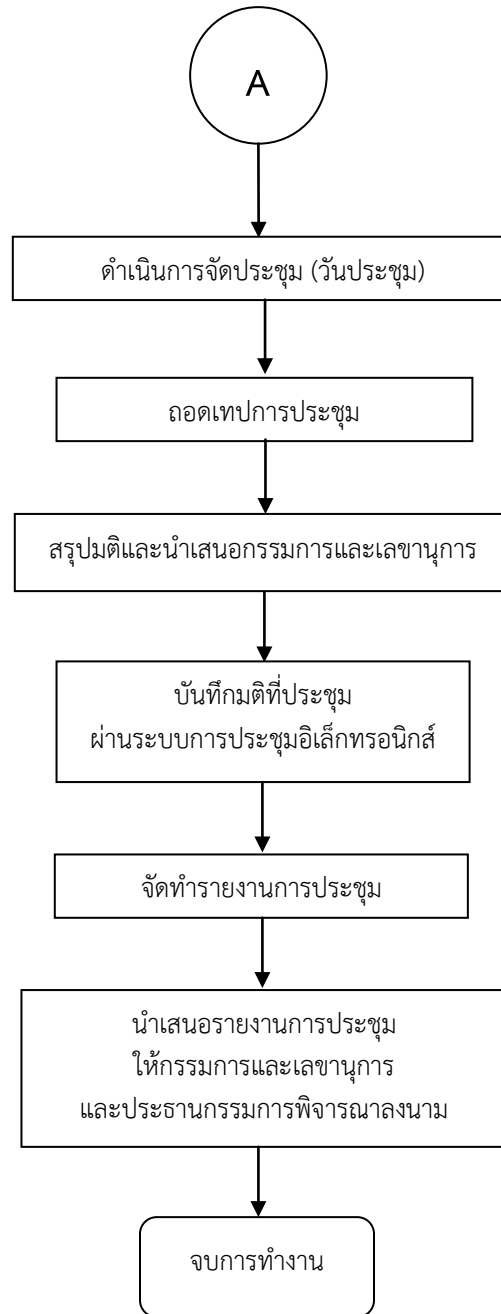 A
ดำเนินการจัดประชุม (วันประชุม)
ถอดเทปการประชุม
สรุปมติและนำเสนอกรรมการและเลขานุการ
บันทึกมติที่ประชุม
ผ่านระบบการประชุมอิเล็กทรอนิกส์
จัดทำรายงานการประชุม
นำเสนอรายงานการประชุม
ให้กรรมการและเลขานุการ
และประธานกรรมการพิจารณาลงนาม
จบการทำงาน